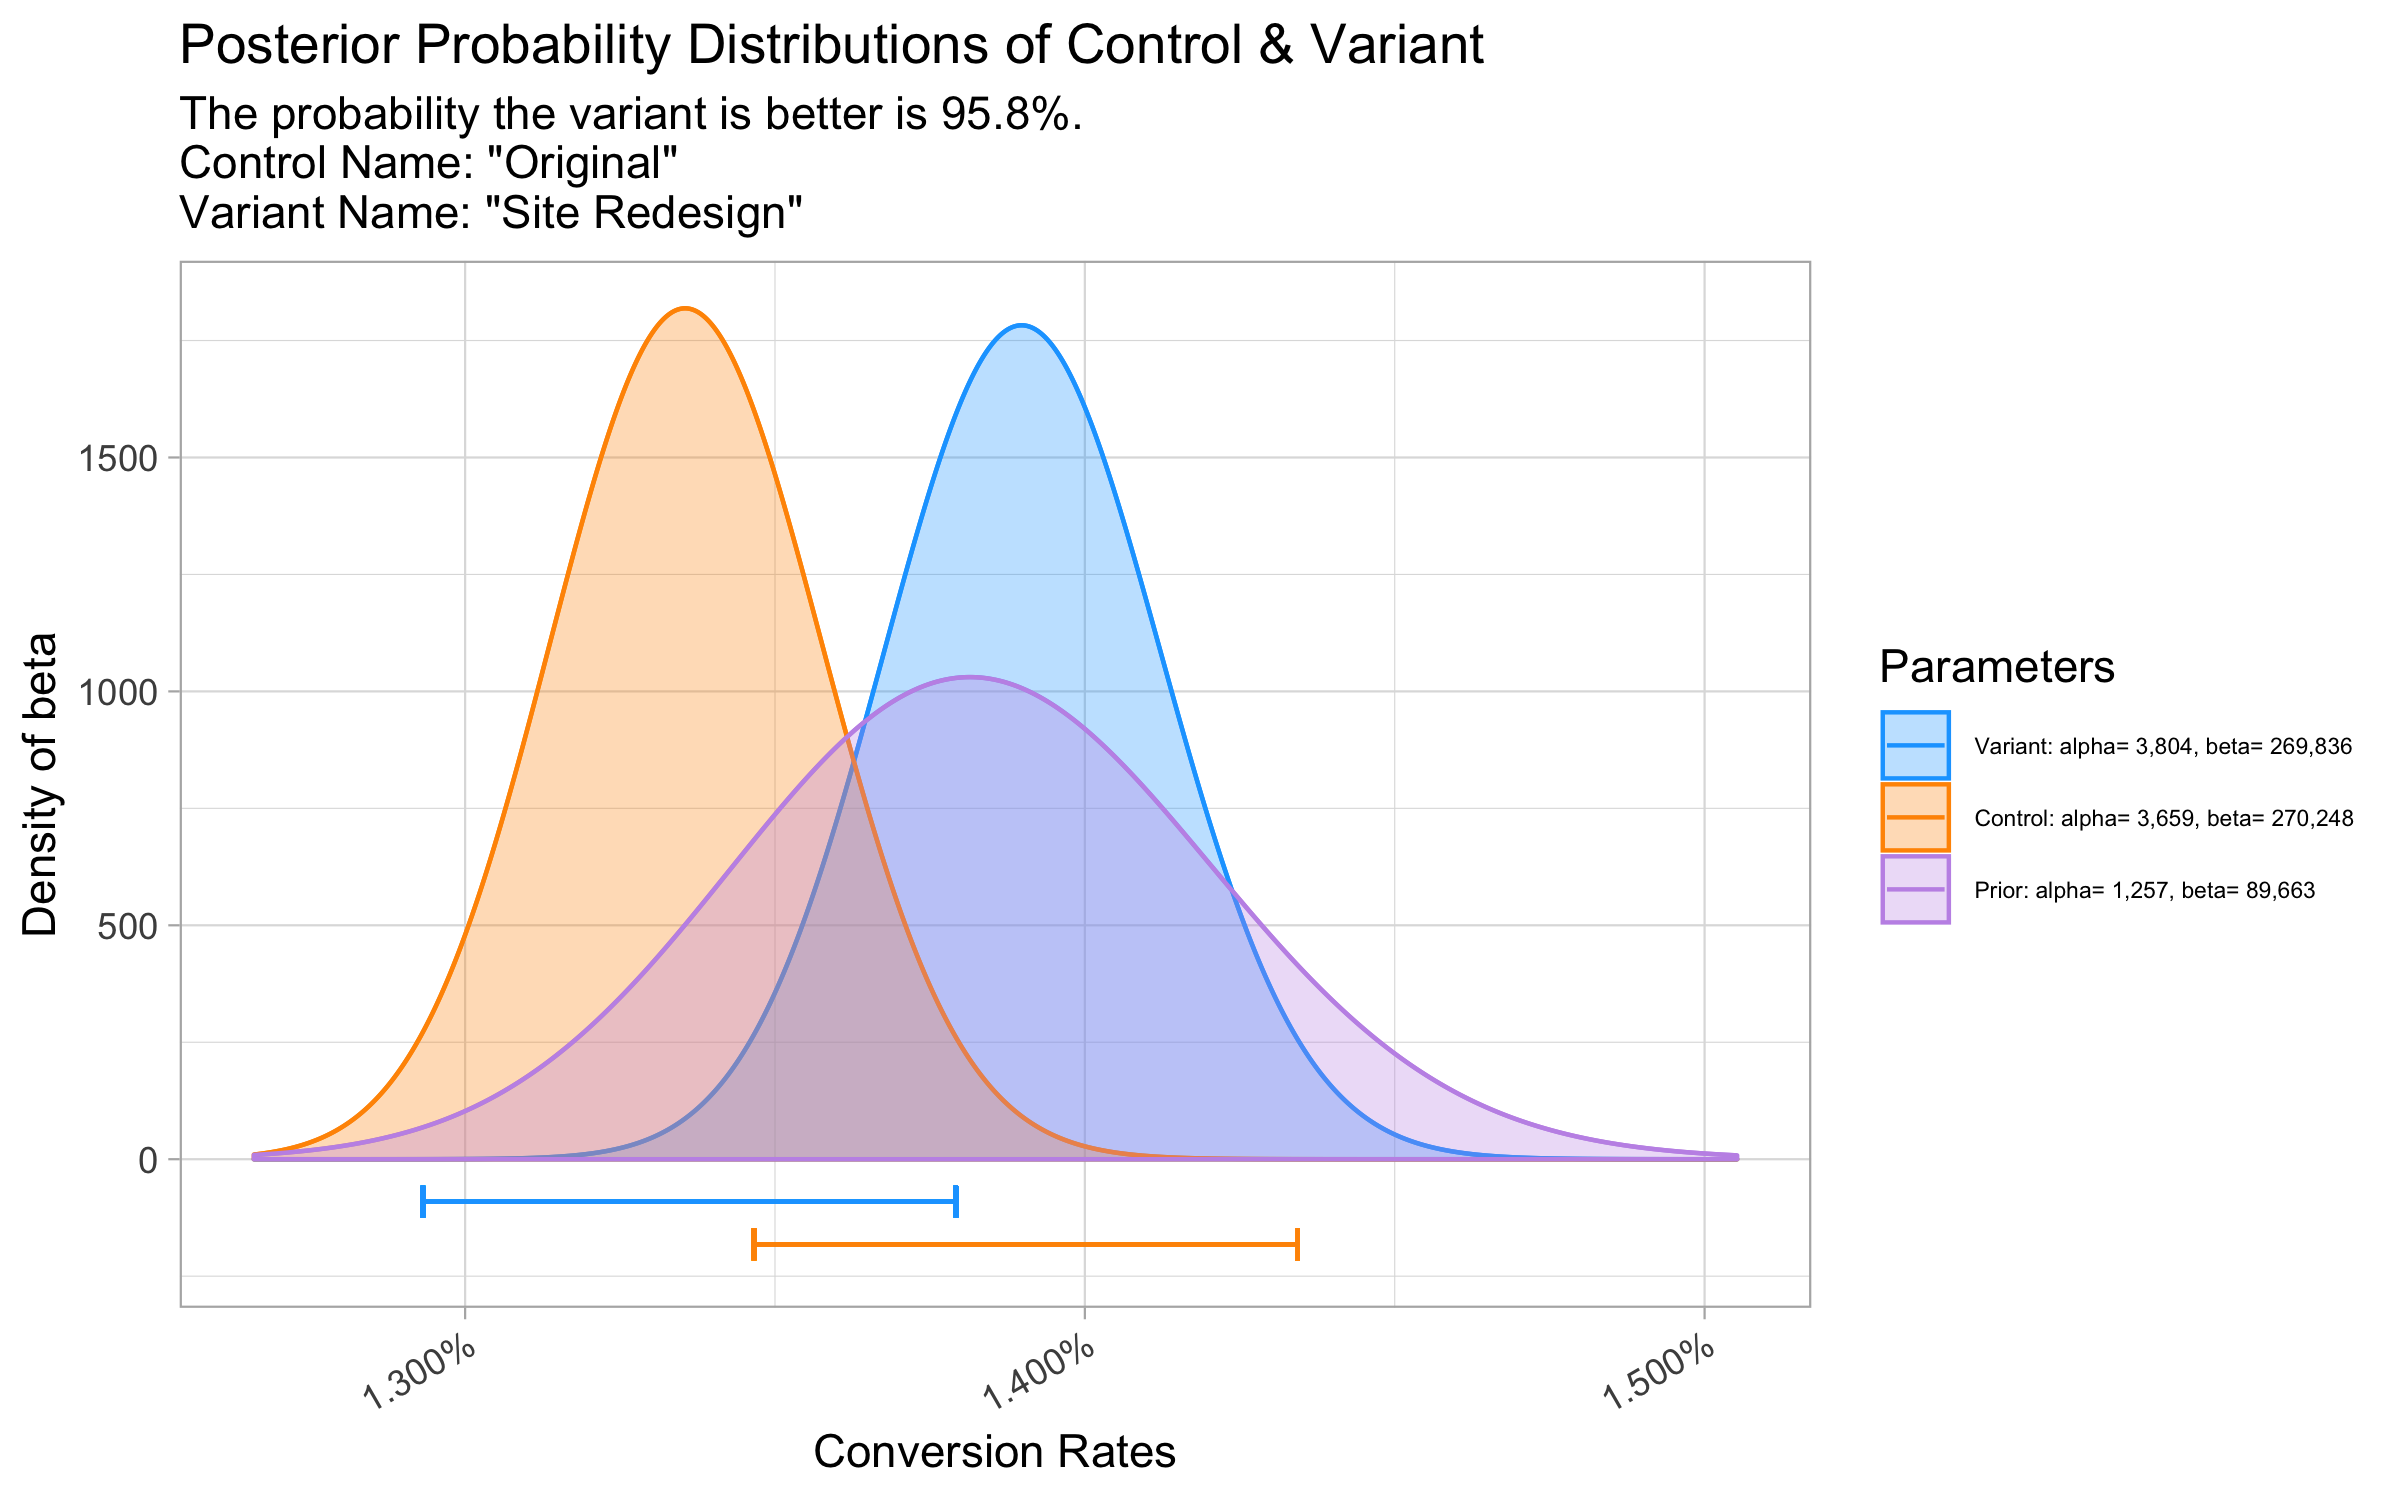 Posterior Probability Distributions of Control & Variant
The probability the variant is better is 95.8%.
Control Name: "Original"
Variant Name: "Site Redesign"
1500
1000
500
0
Density of beta
1.300%
1.400%
1.500%
Conversion Rates
Parameters
Variant: alpha= 3,804, beta= 269,836
Control: alpha= 3,659, beta= 270,248
Prior: alpha= 1,257, beta= 89,663